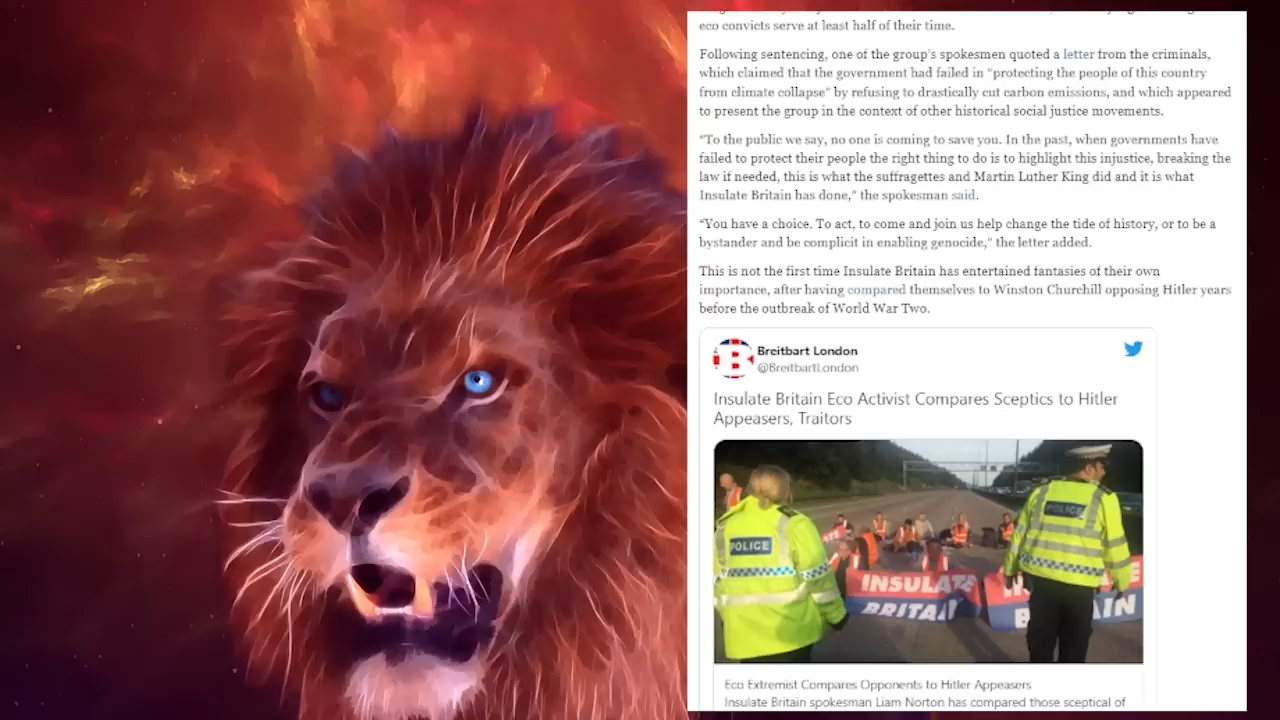 eco convicts serve at least half of their time.
Following sentencing, one of the group's spokesmen quoted a letter from the criminals,
which claimed that the government had failed in "protecting the people of this country
from climate collapse" by refusing to drastically cut carbon emissions, and which appeared
to present the group in the context of other historical social justice movements.
"To the public we say, no one is coming to save you. In the past, when governments have
failed to protect their people the right thing to do is to highlight this injustice, breaking the
law if needed, this is what the suffragettes and Martin Luther King did and it is what
Insulate Britain has done," the spokesman said.
"You have a choice. To act, to come and join us help change the tide of history, or to be a
bystander and be complicit in enabling genocide," the letter added.
This is not the first time Insulate Britain has entertained fantasies of their own
importance, after having compared themselves to Winston Churchill opposing Hitler years
before the outbreak of World War Two.
B
Breitbart London
@BreitbartLondon
Insulate Britain Eco Activist Compares Sceptics to Hitler
Appeasers, Traitors
POLICE
POLICE
INSULATE
BRITAIN
Eco Extremist Compares Opponents to Hitler Appeasers
Insulate Britain spokesman Liam Norton has compared those sceptical of